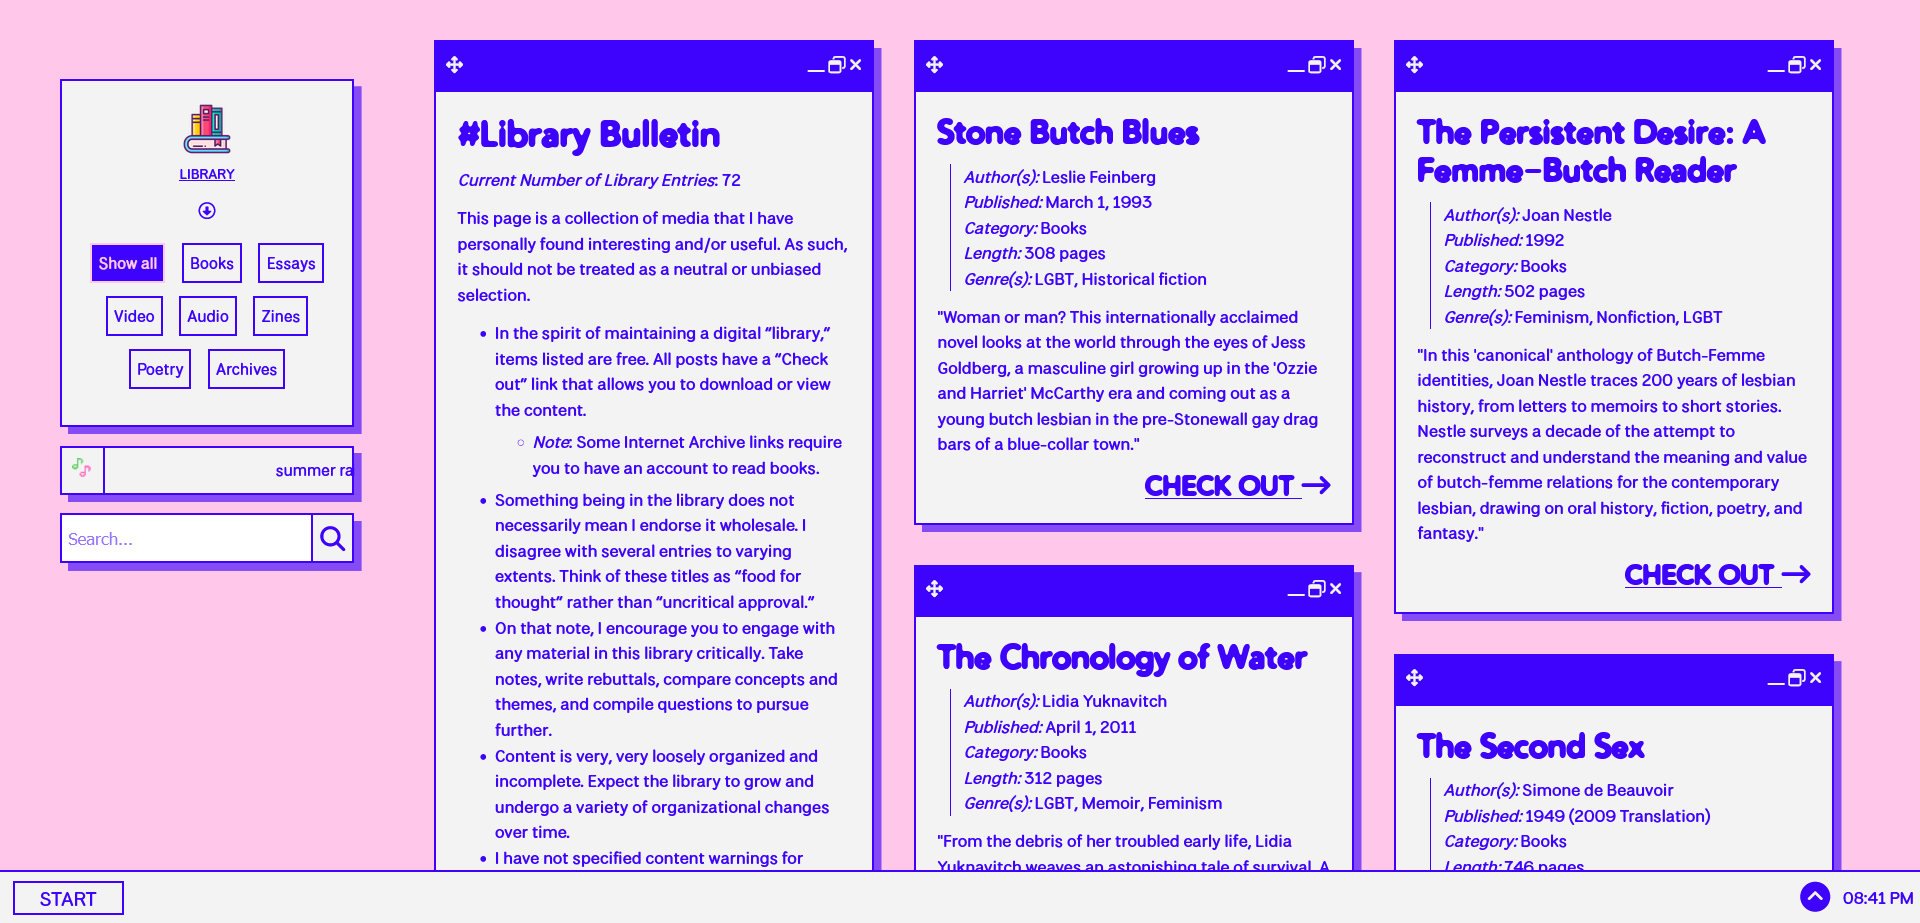 LIBRARY
Show all
Books
Essays
Video
Audio
Zines
Poetry
Archives
summer ra
Search...
#Library Bulletin
Current Number of Library Entries: 72
This page is a collection of media that I have
personally found interesting and/or useful. As such,
it should not be treated as a neutral or unbiased
selection.
• In the spirit of maintaining a digital “library,”
items listed are free. All posts have a “Check
out” link that allows you to download or view
the content.
◦ Note: Some Internet Archive links require
you to have an account to read books.
• Something being in the library does not
necessarily mean I endorse it wholesale. I
disagree with several entries to varying
extents. Think of these titles as “food for
thought” rather than “uncritical approval.”
• On that note, I encourage you to engage with
any material in this library critically. Take
notes, write rebuttals, compare concepts and
themes, and compile questions to pursue
further.
• Content is very, very loosely organized and
incomplete. Expect the library to grow and
undergo a variety of organizational changes
over time.
• I have not specified content warnings for
Stone Butch Blues
Author(s): Leslie Feinberg
Published: March 1, 1993
Category: Books
Length: 308 pages
Genre(s): LGBT, Historical fiction
"Woman or man? This internationally acclaimed
novel looks at the world through the eyes of Jess
Goldberg, a masculine girl growing up in the 'Ozzie
and Harriet' McCarthy era and coming out as a
young butch lesbian in the pre-Stonewall gay drag
bars of a blue-collar town."
CHECK OUT
The Chronology of Water
Author(s): Lidia Yuknavitch
Published: April 1, 2011
Category: Books
Length: 312 pages
Genre(s): LGBT, Memoir, Feminism
"From the debris of her troubled early life, Lidia
Yuknavitch weaves an astonishing tale of survival. A
The Persistent Desire: A
Femme-Butch Reader
Author(s): Joan Nestle
Published: 1992
Category: Books
Length: 502 pages
Genre(s): Feminism, Nonfiction, LGBT
"In this 'canonical' anthology of Butch-Femme
identities, Joan Nestle traces 200 years of lesbian
history, from letters to memoirs to short stories.
Nestle surveys a decade of the attempt to
reconstruct and understand the meaning and value
of butch-femme relations for the contemporary
lesbian, drawing on oral history, fiction, poetry, and
fantasy."
CHECK OUT
The Second Sex
Author(s): Simone de Beauvoir
Published: 1949 (2009 Translation)
Category: Books
Length: 746 pages
START
08:41 PM